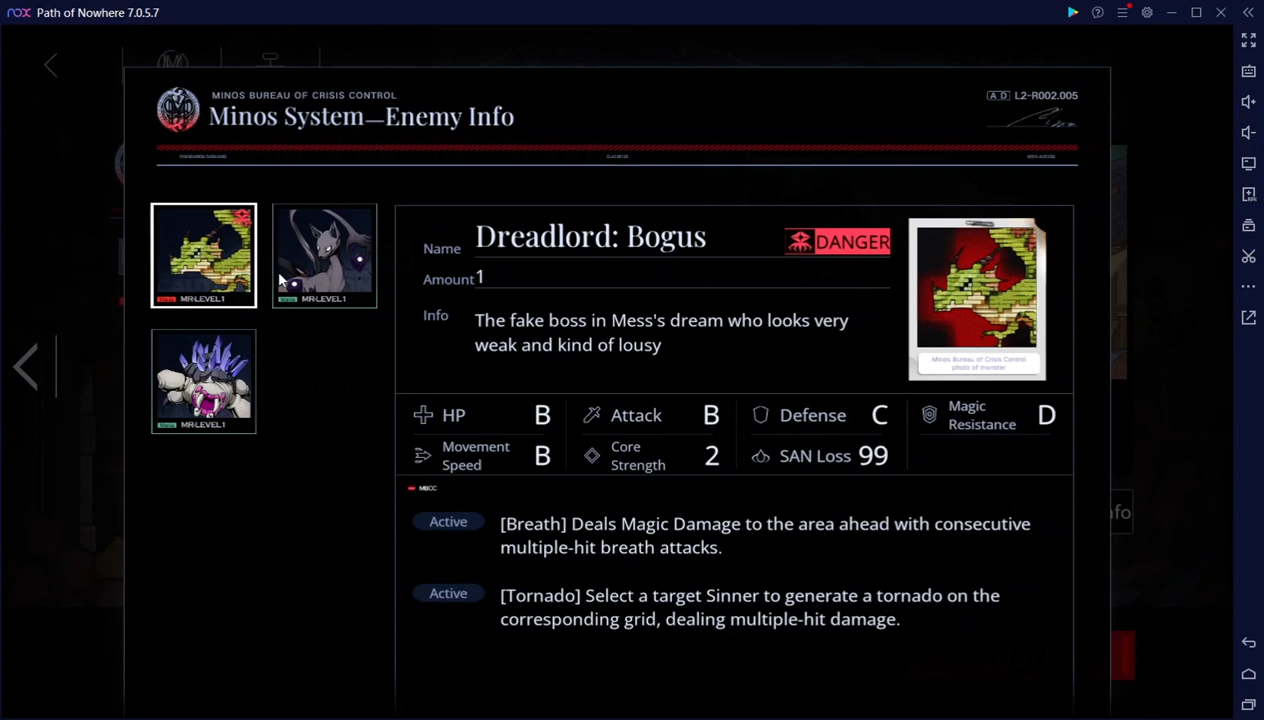 nox Path of Nowhere 7.0.5.7
MINOS BUREAU OF CRISIS CONTROL
Minos System—Enemy Info
AD L2-R002.005
CLASSIFIED
MR-LEVEL1
MR-LEVEL1
MR-LEVEL1
Name Dreadlord: Bogus
DANGER
Amount 1
Info The fake boss in Mess's dream who looks very
weak and kind of lousy
Minos Bureau of Crisis Control
photo of monster
HP B Attack B Defense C Magic Resistance D
Movement Speed B Core Strength 2 SAN Loss 99
MBCC
Active [Breath] Deals Magic Damage to the area ahead with consecutive
multiple-hit breath attacks.
Active [Tornado] Select a target Sinner to generate a tornado on the
corresponding grid, dealing multiple-hit damage.